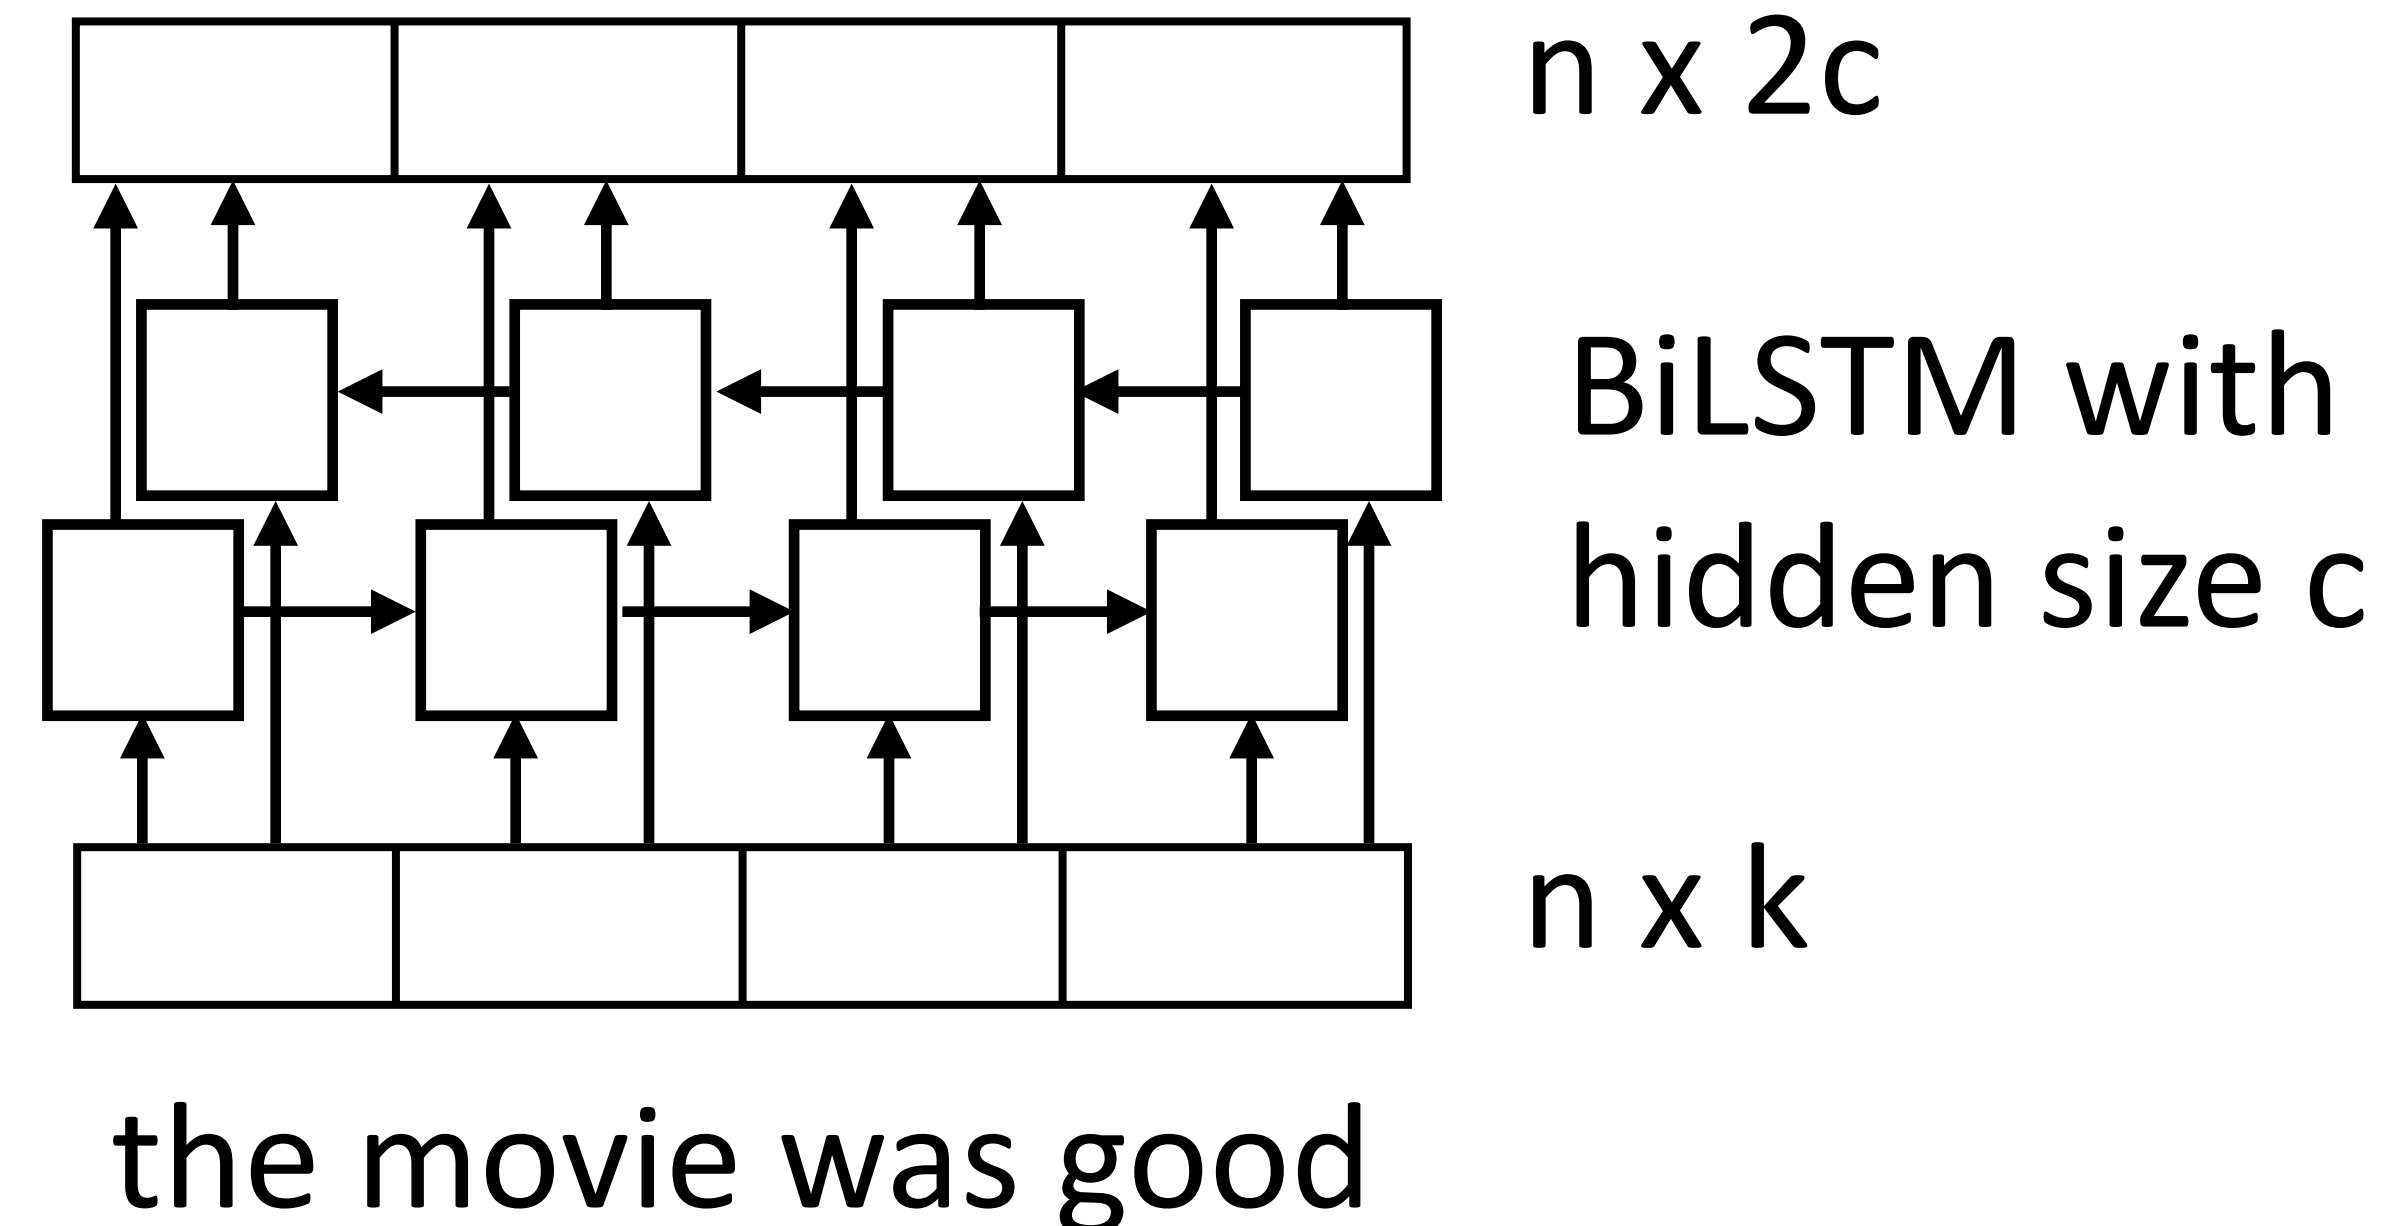 n x 2c
BiLSTM with
hidden size c
n x k
the movie was good